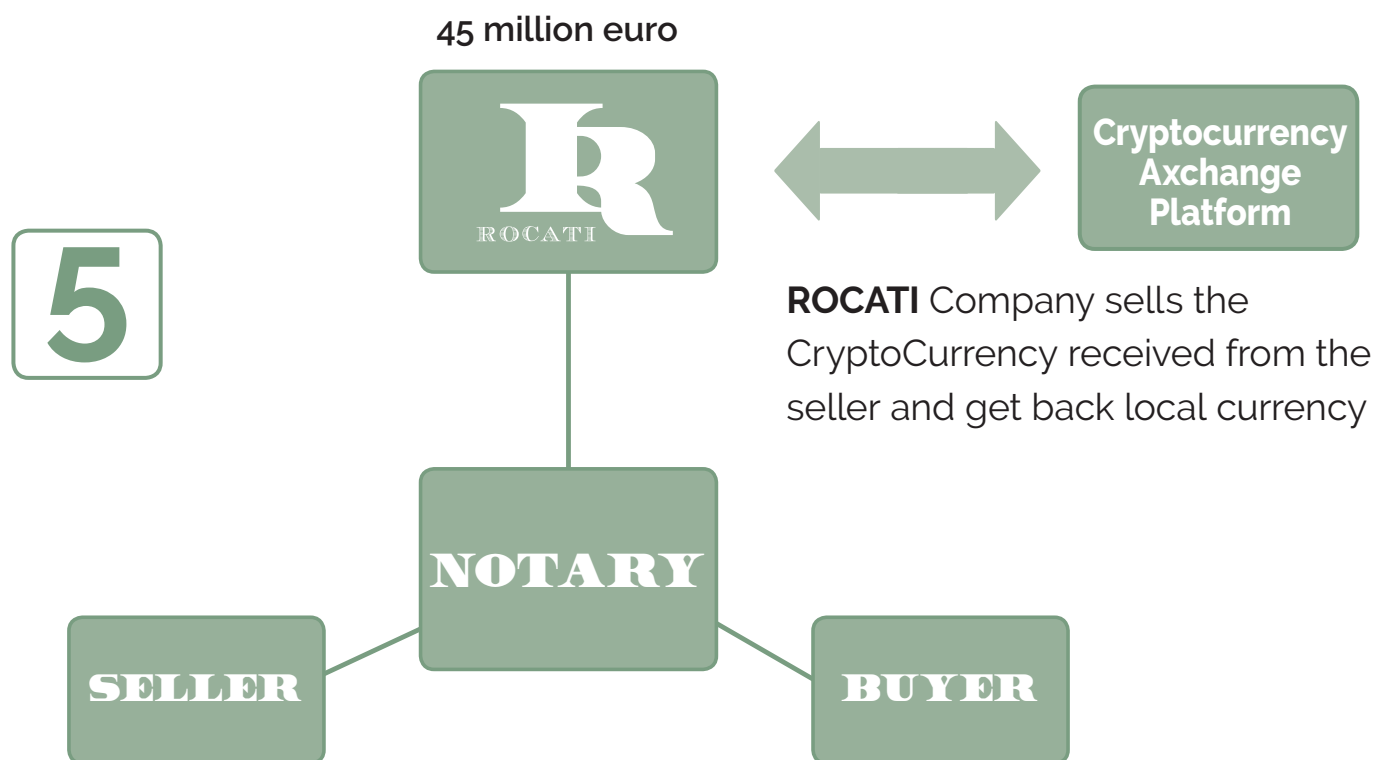 45 million euro
R
ROCATI
Cryptocurrency
Axchange
Platform
5
ROCATI Company sells the
CryptoCurrency received from the
seller and get back local currency
NOTARY
SELLER
BUYER